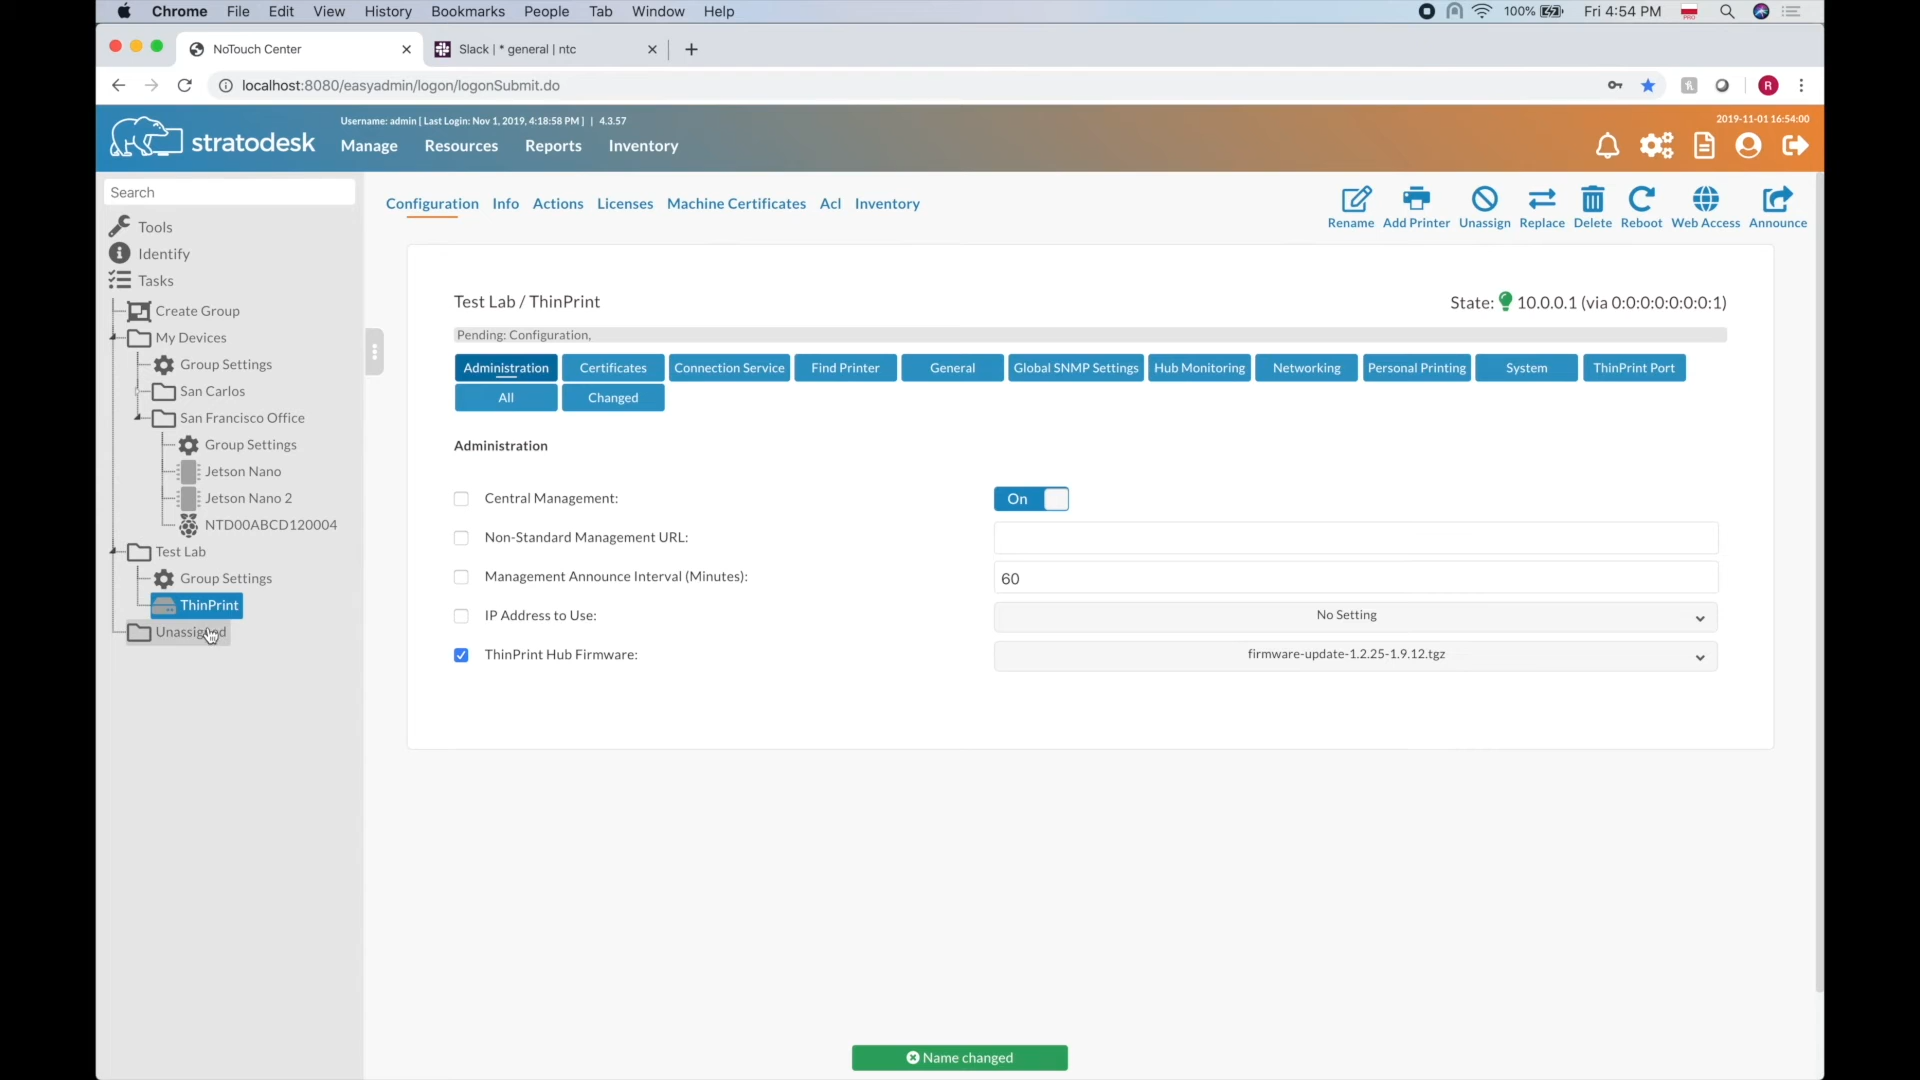 Chrome File Edit View History Bookmarks People Tab Window Help 100% Fri 4:54 PM
NoTouch Center Slack | * general | ntc
localhost:8080/easyadmin/logon/logonSubmit.do R
Username: admin [ Last Login: Nov 1, 2019, 4:18:58 PM ] | 4.3.57 2019-11-01 16:54:00
stratodesk Manage Resources Reports Inventory
Search
Tools
Identify
Tasks
Create Group
My Devices
Group Settings
San Carlos
San Francisco Office
Group Settings
Jetson Nano
Jetson Nano 2
NTD00ABCD120004
Test Lab
Group Settings
ThinPrint
Unassigned
Configuration Info Actions Licenses Machine Certificates Acl Inventory
Rename Add Printer Unassign Replace Delete Reboot Web Access Announce
Test Lab / ThinPrint State: 10.0.0.1 (via 0:0:0:0:0:0:0:1)
Pending: Configuration,
Administration Certificates Connection Service Find Printer General Global SNMP Settings Hub Monitoring Networking Personal Printing System ThinPrint Port
All Changed
Administration
Central Management: On
Non-Standard Management URL:
Management Announce Interval (Minutes): 60
IP Address to Use: No Setting
ThinPrint Hub Firmware: firmware-update-1.2.25-1.9.12.tgz
Name changed